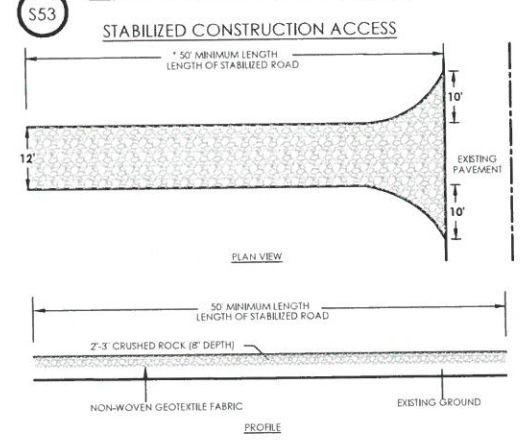 S53
STABILIZED CONSTRUCTION ACCESS
* 50' MINIMUM LENGTH
LENGTH OF STABILIZED ROAD
10'
12'
EXISTING
PAVEMENT
10'
PLAN VIEW
50' MINIMUM LENGTH
LENGTH OF STABILIZED ROAD
2"-3" CRUSHED ROCK (8" DEPTH)
NON-WOVEN GEOTEXTILE FABRIC
EXISTING GROUND
PROFILE